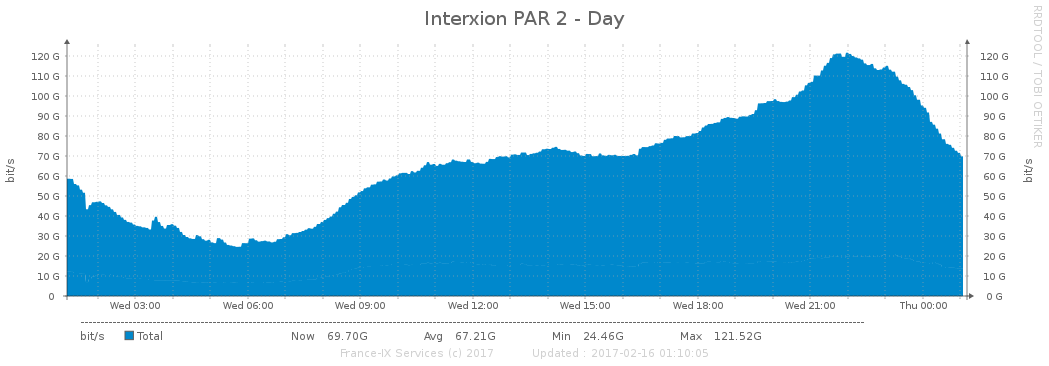 Interxion PAR 2 - Day
RRDTOOL / TOBI OETIKER
bit/s
120 G 120 G
110 G 110 G
100 G 100 G
90 G 90 G
80 G 80 G
70 G 70 G
60 G 60 G
50 G 50 G
40 G 40 G
30 G 30 G
20 G 20 G
10 G 10 G
0 0 G
bit/s
Wed 03:00 Wed 06:00 Wed 09:00 Wed 12:00 Wed 15:00 Wed 18:00 Wed 21:00 Thu 00:00
bit/s Total Now 69.70G Avg 67.21G Min 24.46G Max 121.52G
France-IX Services (c) 2017 Updated : 2017-02-16 01:10:05